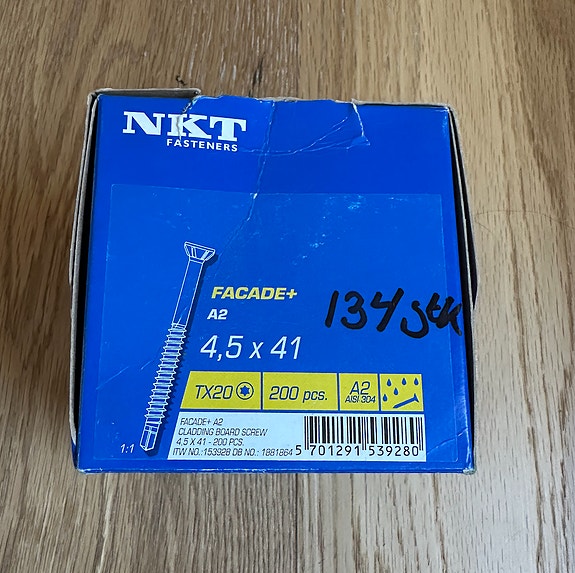 NKT
FASTENERS
FACADE+
A2
134 stk
4,5 x 41
TX20
200 pcs.
A2
AISI 304
FACADE+ A2
CLADDING BOARD SCREW
4,5 X 41 - 200 PCS.
ITW NO.:153928 DB NO.: 1881864
5 701291 539280
1:1